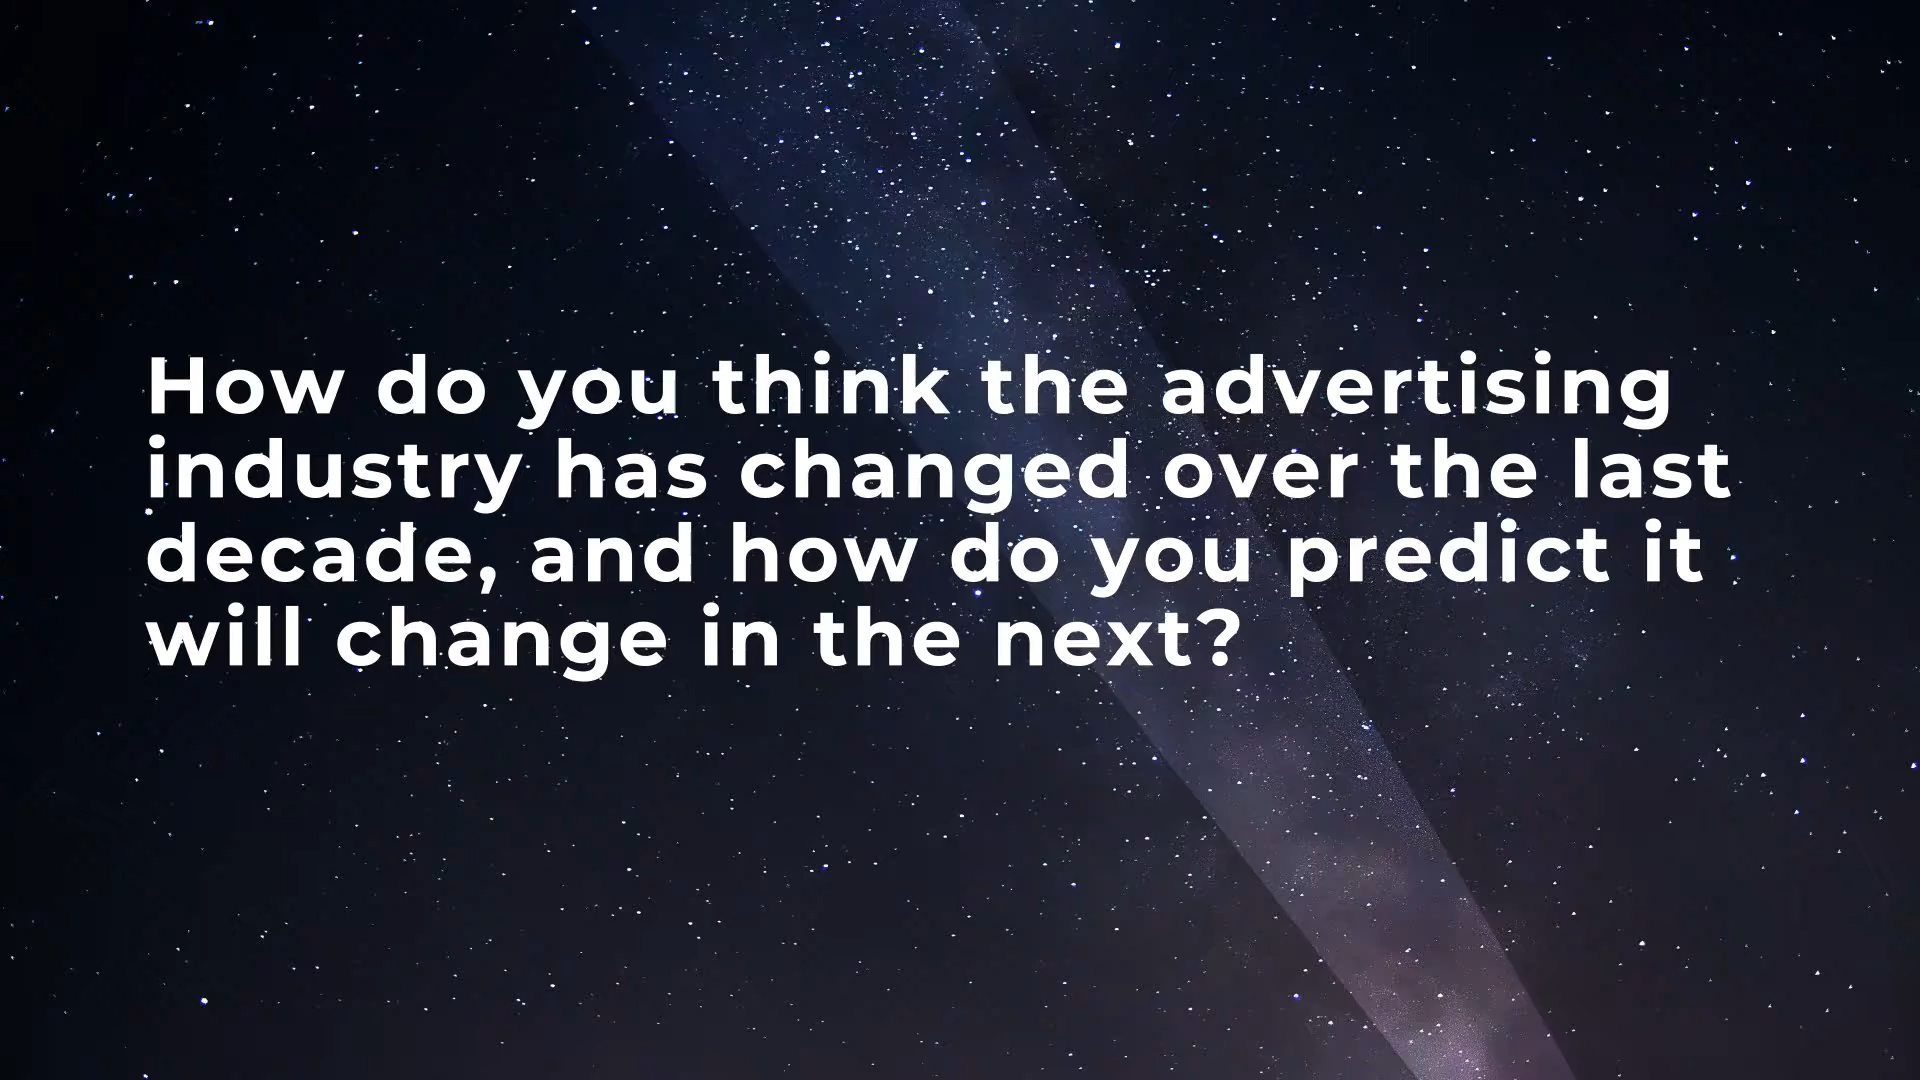 How do you think the advertising
industry has changed over the last
decade, and how do you predict it
will change in the next?